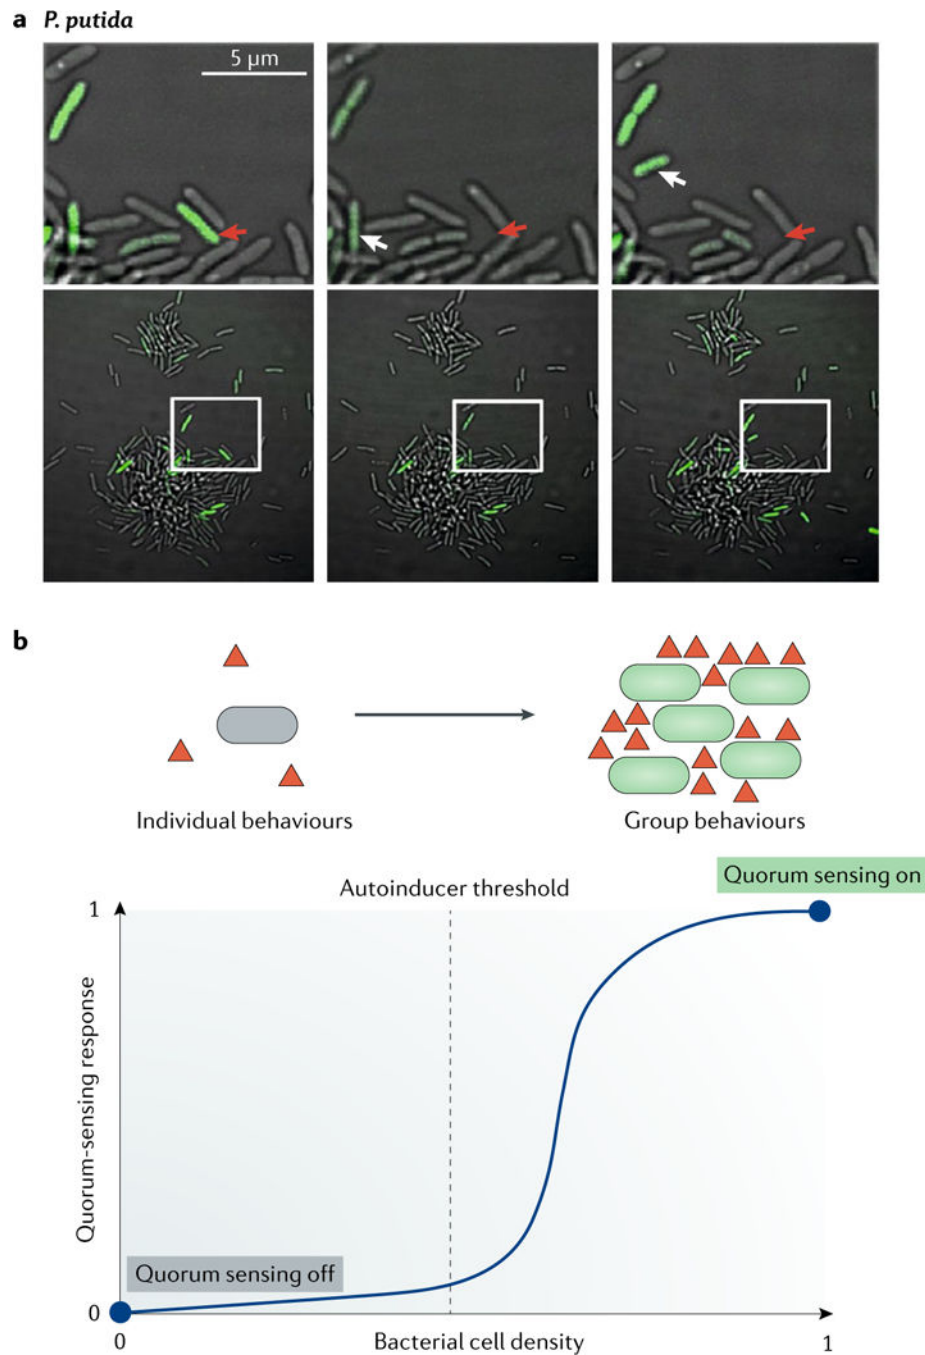 a P. putida
5 µm
b
Individual behaviours
Group behaviours
Quorum sensing on
Autoinducer threshold
1
Quorum-sensing response
Quorum sensing off
0
0
Bacterial cell density
1